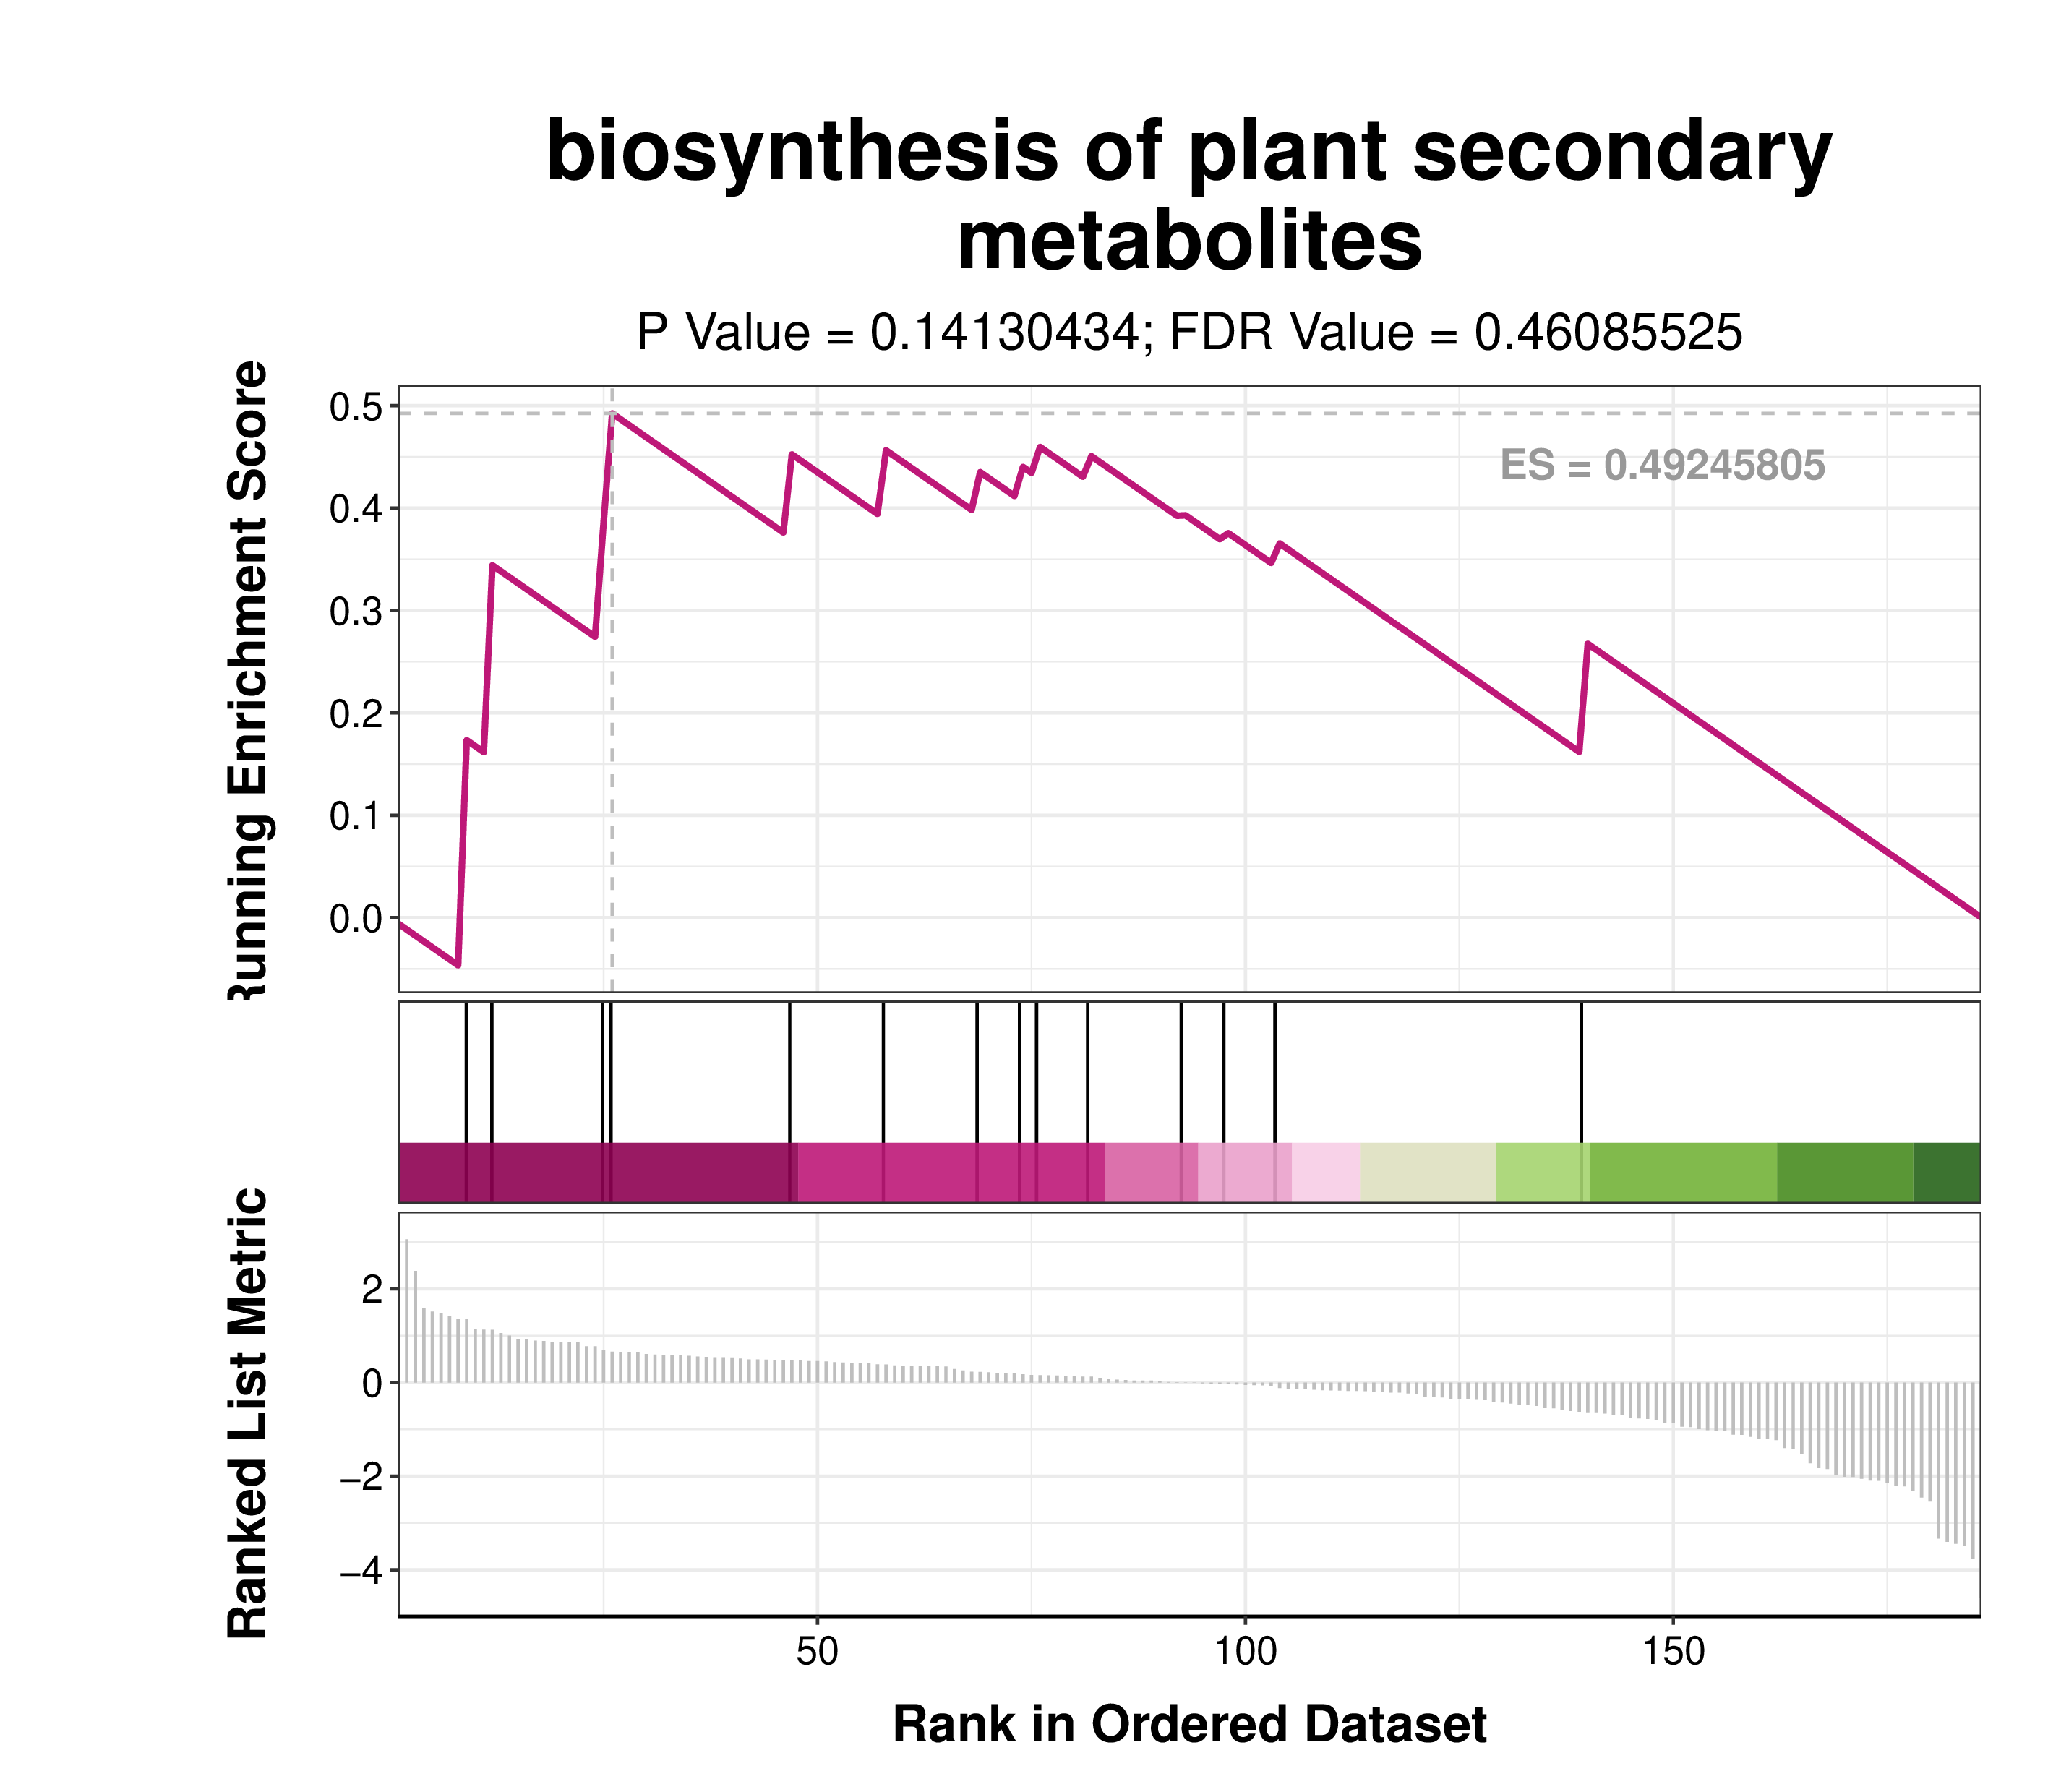 biosynthesis of plant secondary
metabolites
P Value = 0.14130434; FDR Value = 0.46085525
Running Enrichment Score
0.5
0.4
0.3
0.2
0.1
0.0
ES = 0.49245805
Ranked List Metric
2
0
−2
−4
50 100 150
Rank in Ordered Dataset